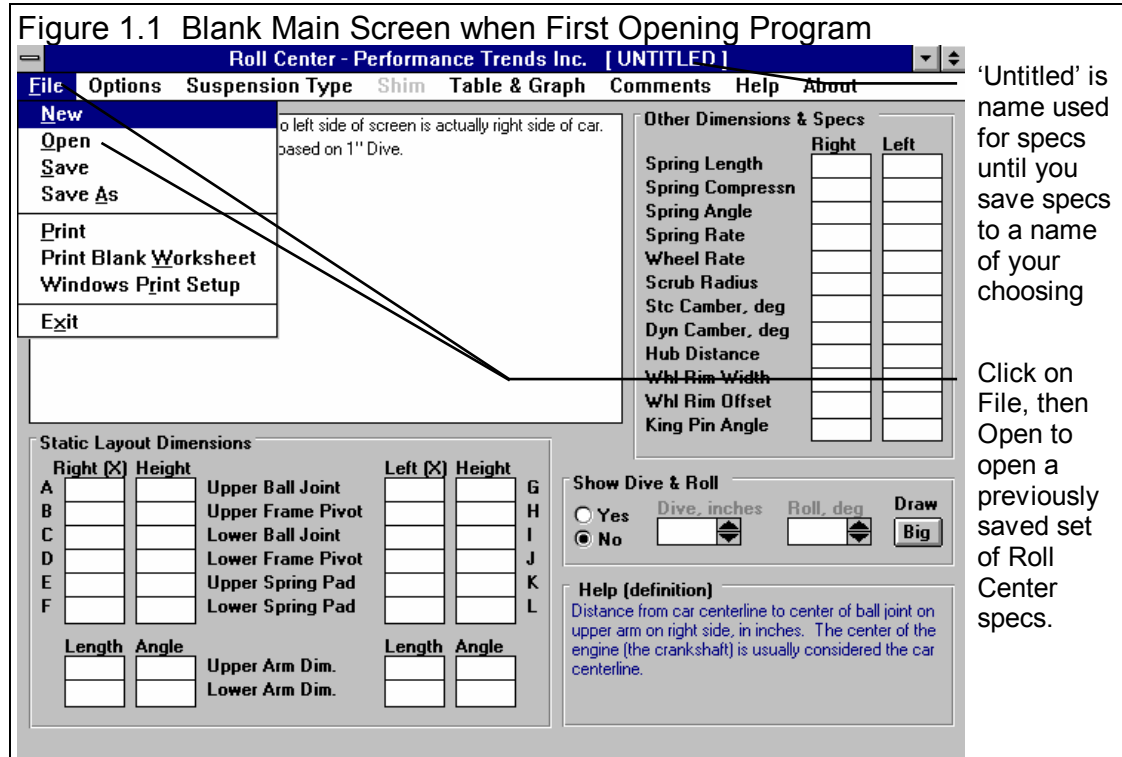 Figure 1.1 Blank Main Screen when First Opening Program
Roll Center - Performance Trends Inc. [ UNTITLED ]
File Options Suspension Type Shim Table & Graph Comments Help About
New
Open
Save
Save As
Print
Print Blank Worksheet
Windows Print Setup
Exit
o left side of screen is actually right side of car.
based on 1" Dive.
Other Dimensions & Specs
Right Left
Spring Length
Spring Compressn
Spring Angle
Spring Rate
Wheel Rate
Scrub Radius
Stc Camber, deg
Dyn Camber, deg
Hub Distance
Whl Rim Width
Whl Rim Offset
King Pin Angle
Static Layout Dimensions
Right (X) Height Left (X) Height
A Upper Ball Joint G
B Upper Frame Pivot H
C Lower Ball Joint I
D Lower Frame Pivot J
E Upper Spring Pad K
F Lower Spring Pad L
Length Angle Length Angle
Upper Arm Dim.
Lower Arm Dim.
Show Dive & Roll
Yes Dive, inches Roll, deg Draw
No Big
Help (definition)
Distance from car centerline to center of ball joint on
upper arm on right side, in inches. The center of the
engine (the crankshaft) is usually considered the car
centerline.
‘Untitled’ is
name used
for specs
until you
save specs
to a name
of your
choosing
Click on
File, then
Open to
open a
previously
saved set
of Roll
Center
specs.